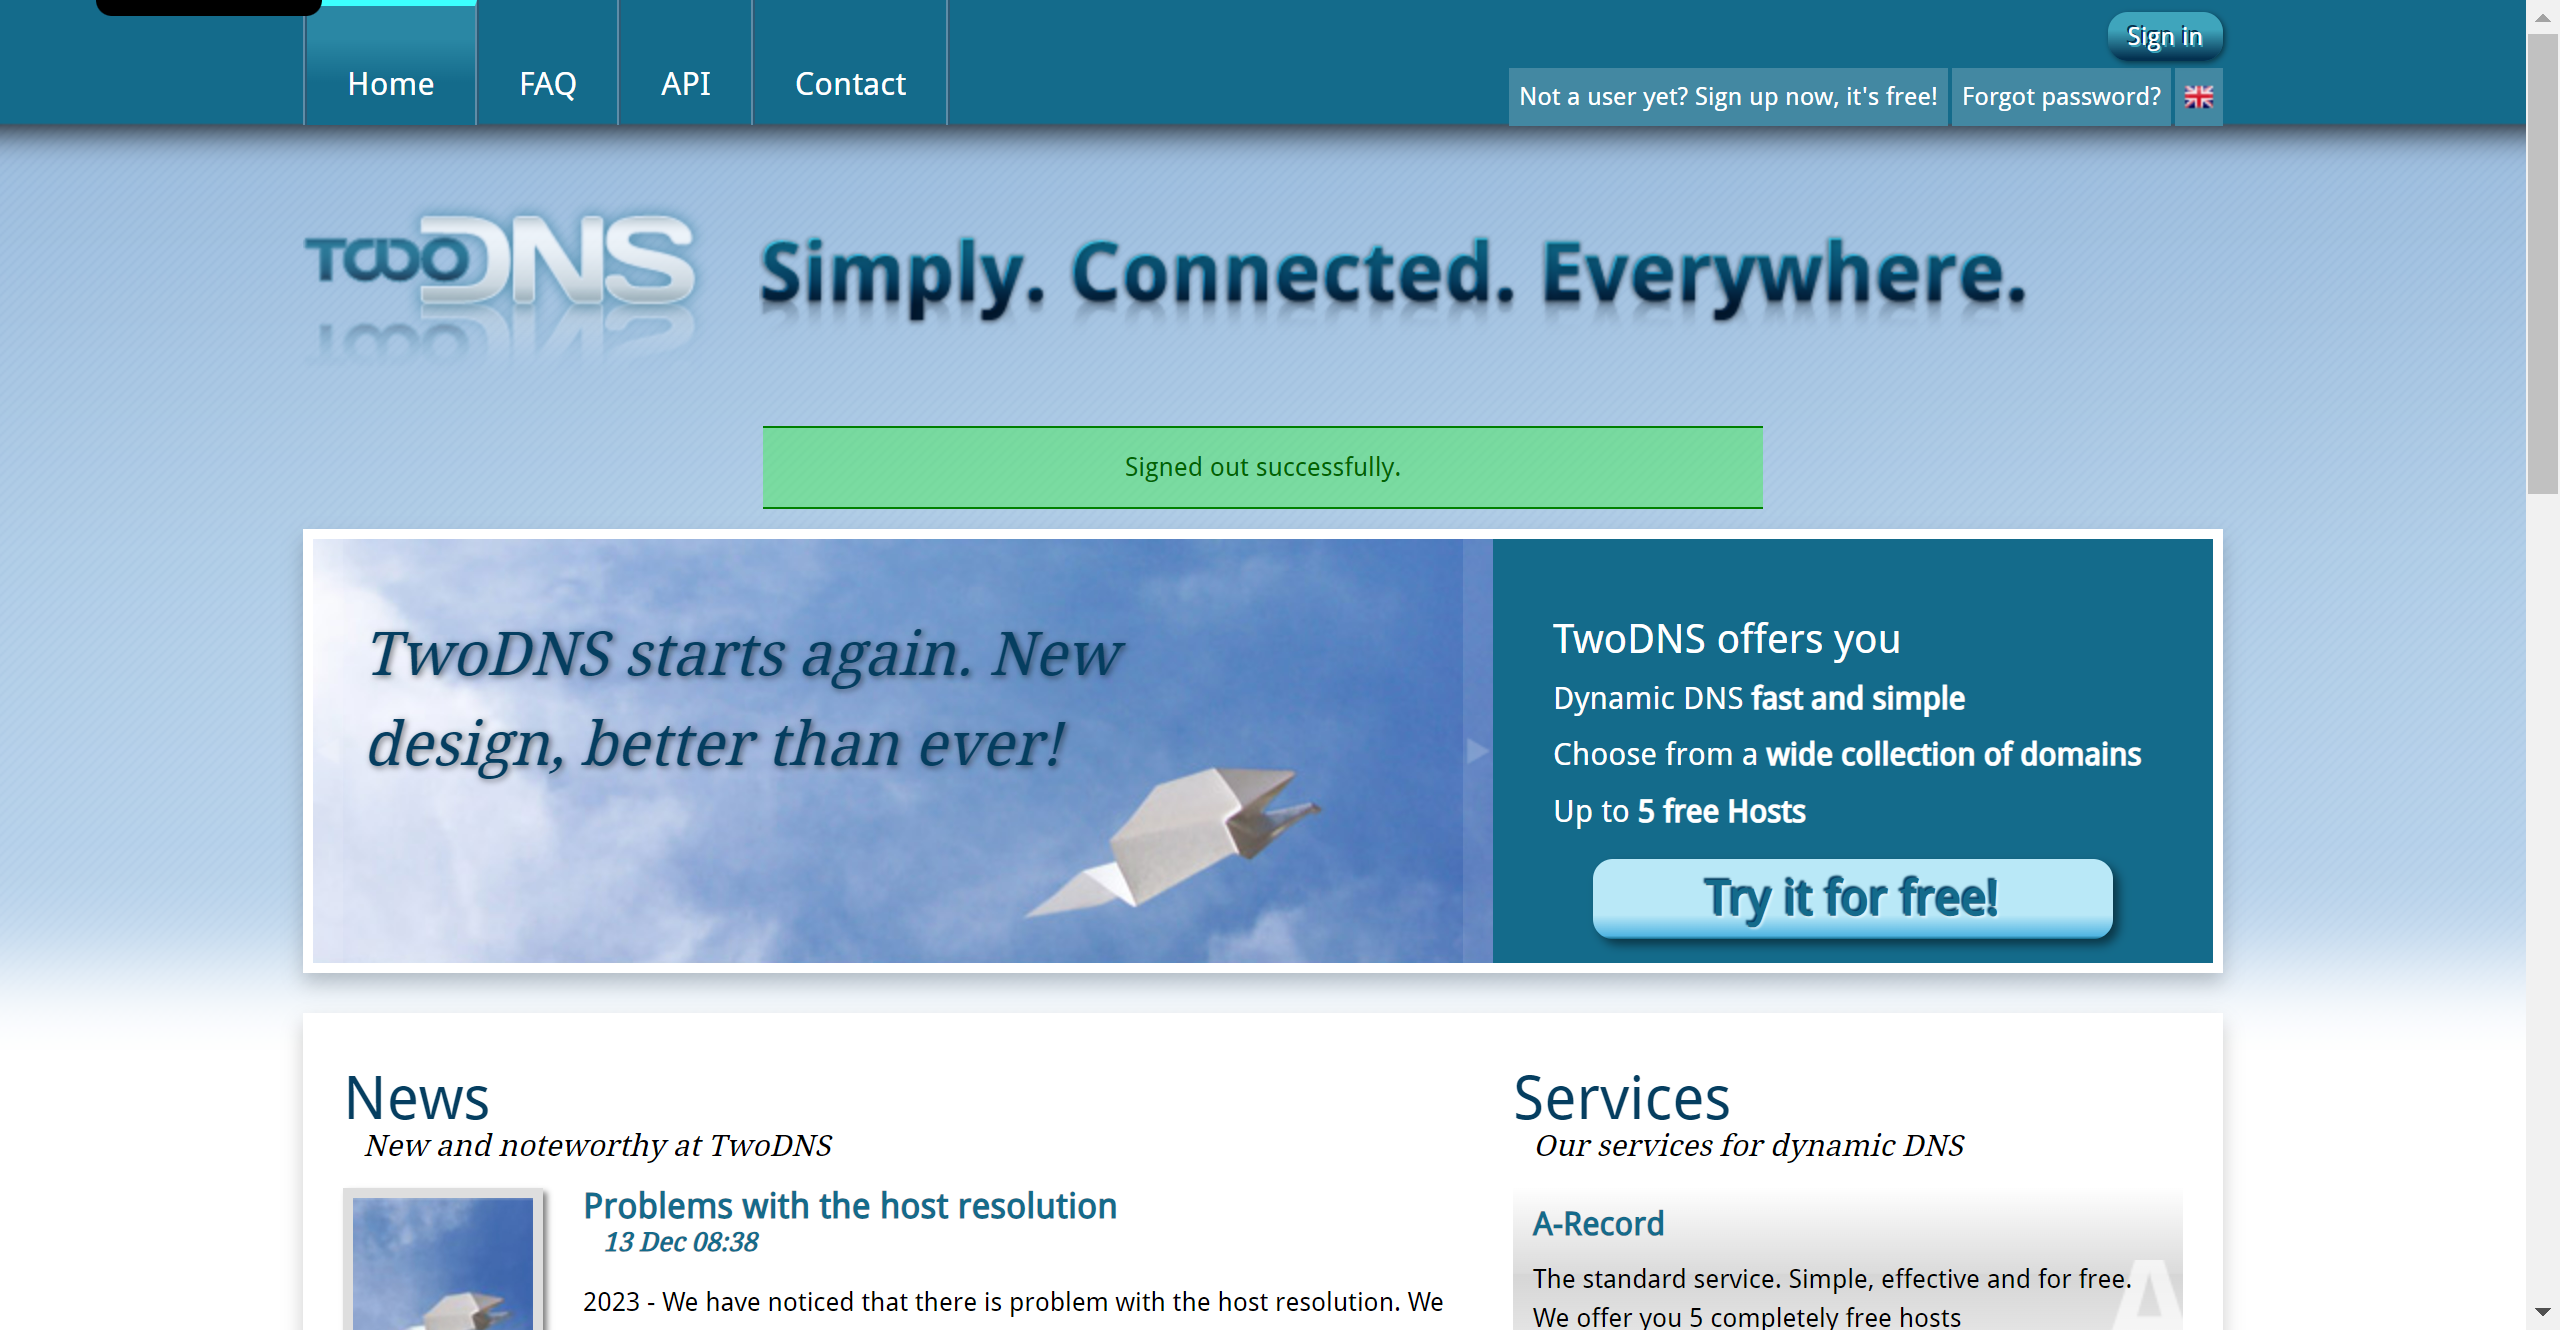 Home
FAQ
API
Contact
Sign in
Not a user yet? Sign up now, it's free!
Forgot password?
TwoDNS
Simply. Connected. Everywhere.
Signed out successfully.
TwoDNS starts again. New
design, better than ever!
TwoDNS offers you
Dynamic DNS fast and simple
Choose from a wide collection of domains
Up to 5 free Hosts
Try it for free!
News
New and noteworthy at TwoDNS
Problems with the host resolution
13 Dec 08:38
2023 - We have noticed that there is problem with the host resolution. We
Services
Our services for dynamic DNS
A-Record
The standard service. Simple, effective and for free.
We offer you 5 completely free hosts
A